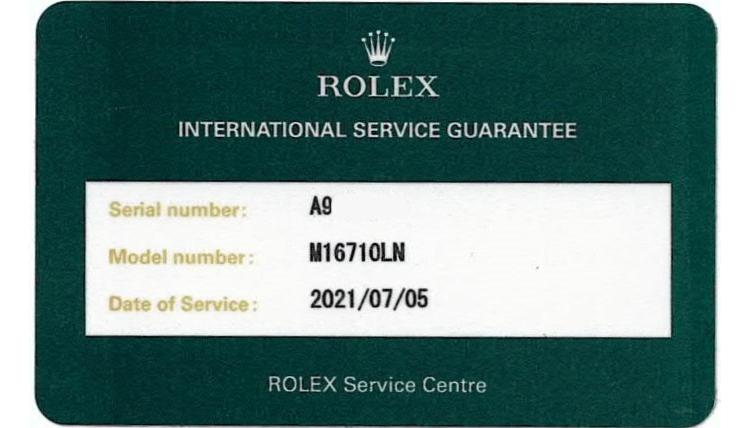 ROLEX
INTERNATIONAL SERVICE GUARANTEE
Serial number: A9
Model number: M16710LN
Date of Service: 2021/07/05
ROLEX Service Centre